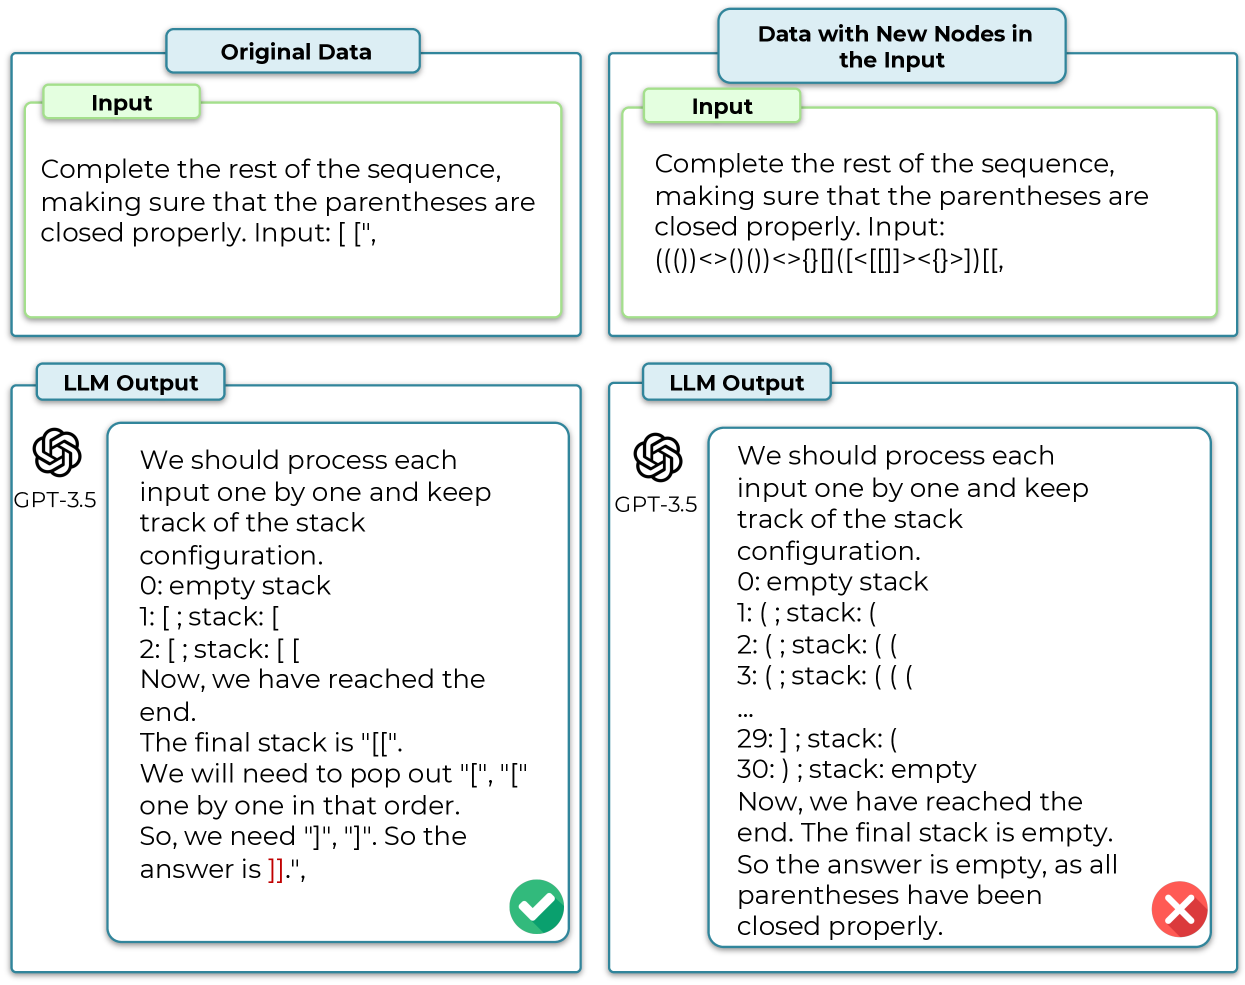 Original Data
Input
Complete the rest of the sequence,
making sure that the parentheses are
closed properly. Input: [ [",
LLM Output
GPT-3.5
We should process each
input one by one and keep
track of the stack
configuration.
0: empty stack
1: [ ; stack: [
2: [ ; stack: [ [
Now, we have reached the
end.
The final stack is "[[".
We will need to pop out "[", "["
one by one in that order.
So, we need "]", "]". So the
answer is ]].",
Data with New Nodes in
the Input
Input
Complete the rest of the sequence,
making sure that the parentheses are
closed properly. Input:
((())<>()())<>{}[]([<[[]]><{}>])[[,
LLM Output
GPT-3.5
We should process each
input one by one and keep
track of the stack
configuration.
0: empty stack
1: ( ; stack: (
2: ( ; stack: ( (
3: ( ; stack: ( ( (
...
29: ] ; stack: (
30: ) ; stack: empty
Now, we have reached the
end. The final stack is empty.
So the answer is empty, as all
parentheses have been
closed properly.